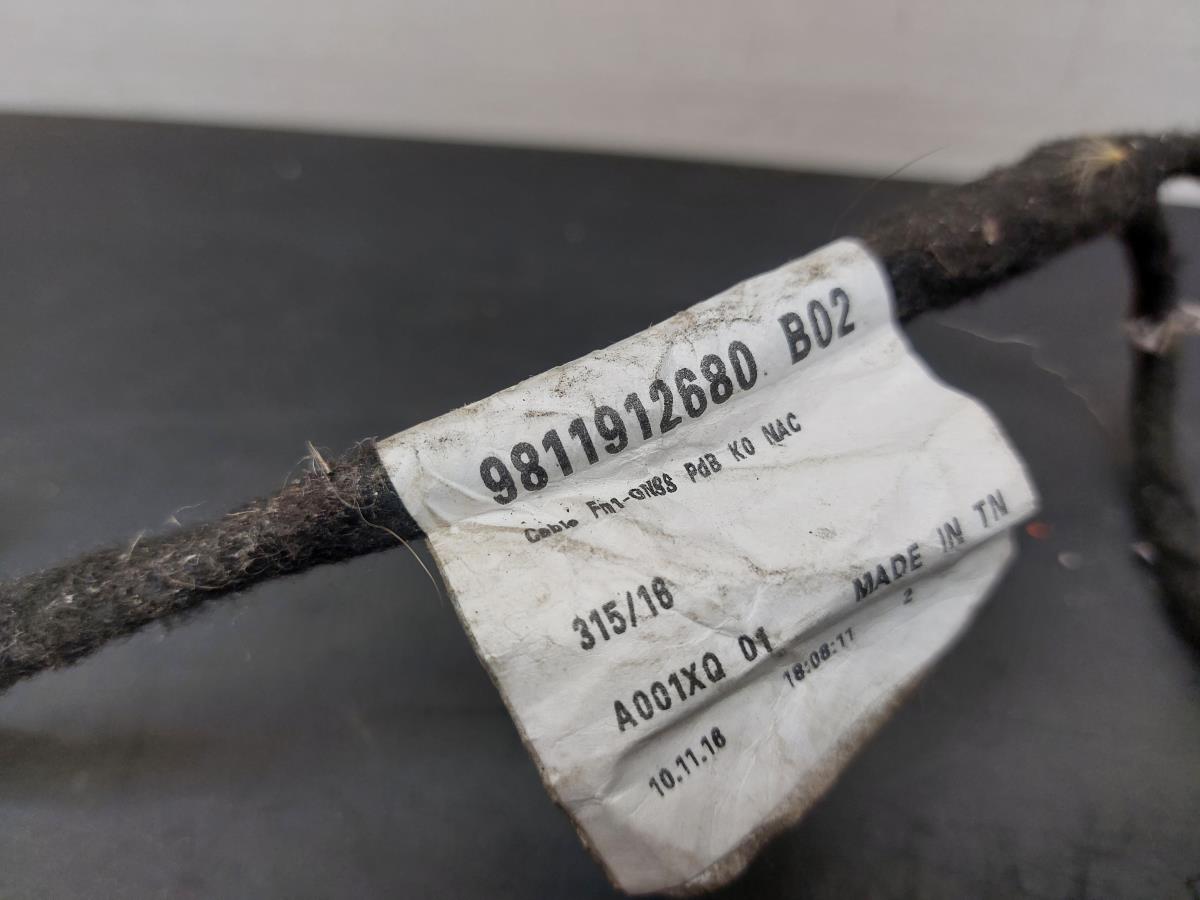 9811912680 B02
Cable Fm1-GNSS PdB K0 NAC
315/16
MADE IN TN
2
A001XQ 01
18:08:11
10.11.16